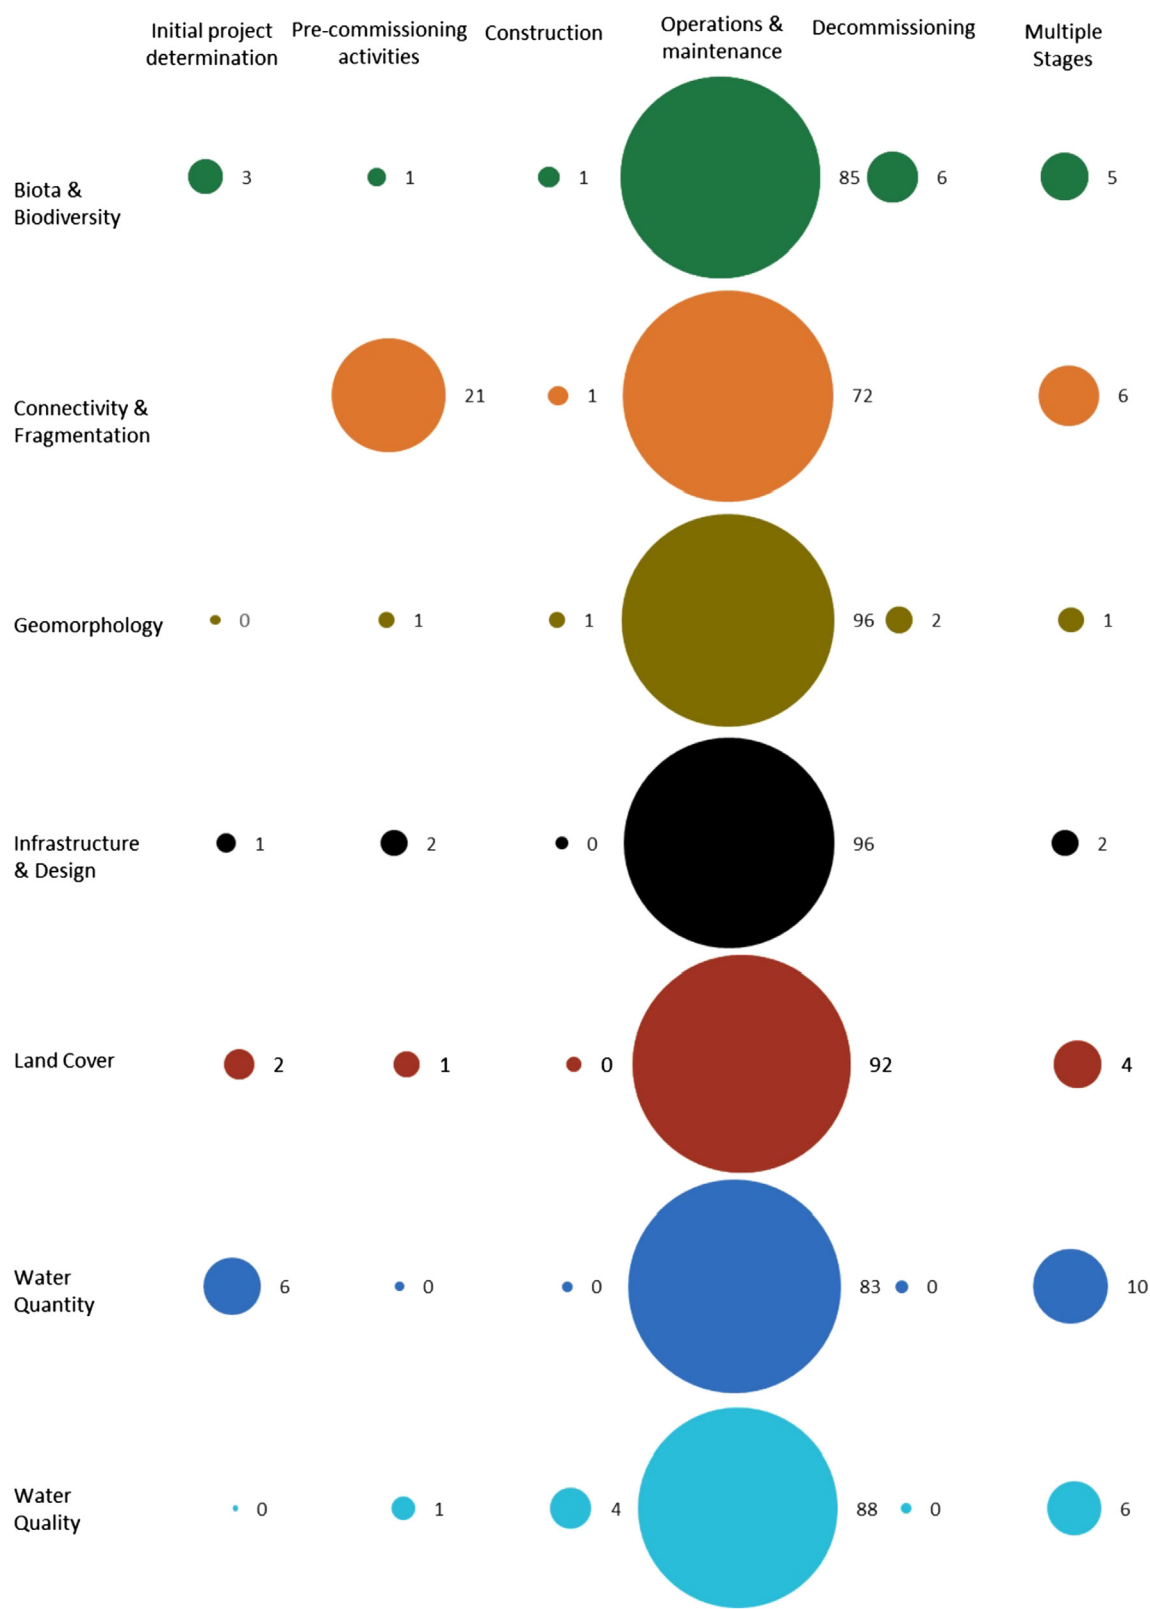 Initial project
determination
Pre-commissioning
activities
Construction
Operations &
maintenance
Decommissioning
Multiple
Stages
Biota &
Biodiversity
3 1 1 85 6 5
Connectivity &
Fragmentation
21 1 72 6
Geomorphology
0 1 1 96 2 1
Infrastructure
& Design
1 2 0 96 2
Land Cover
2 1 0 92 4
Water
Quantity
6 0 0 83 0 10
Water
Quality
0 1 4 88 0 6